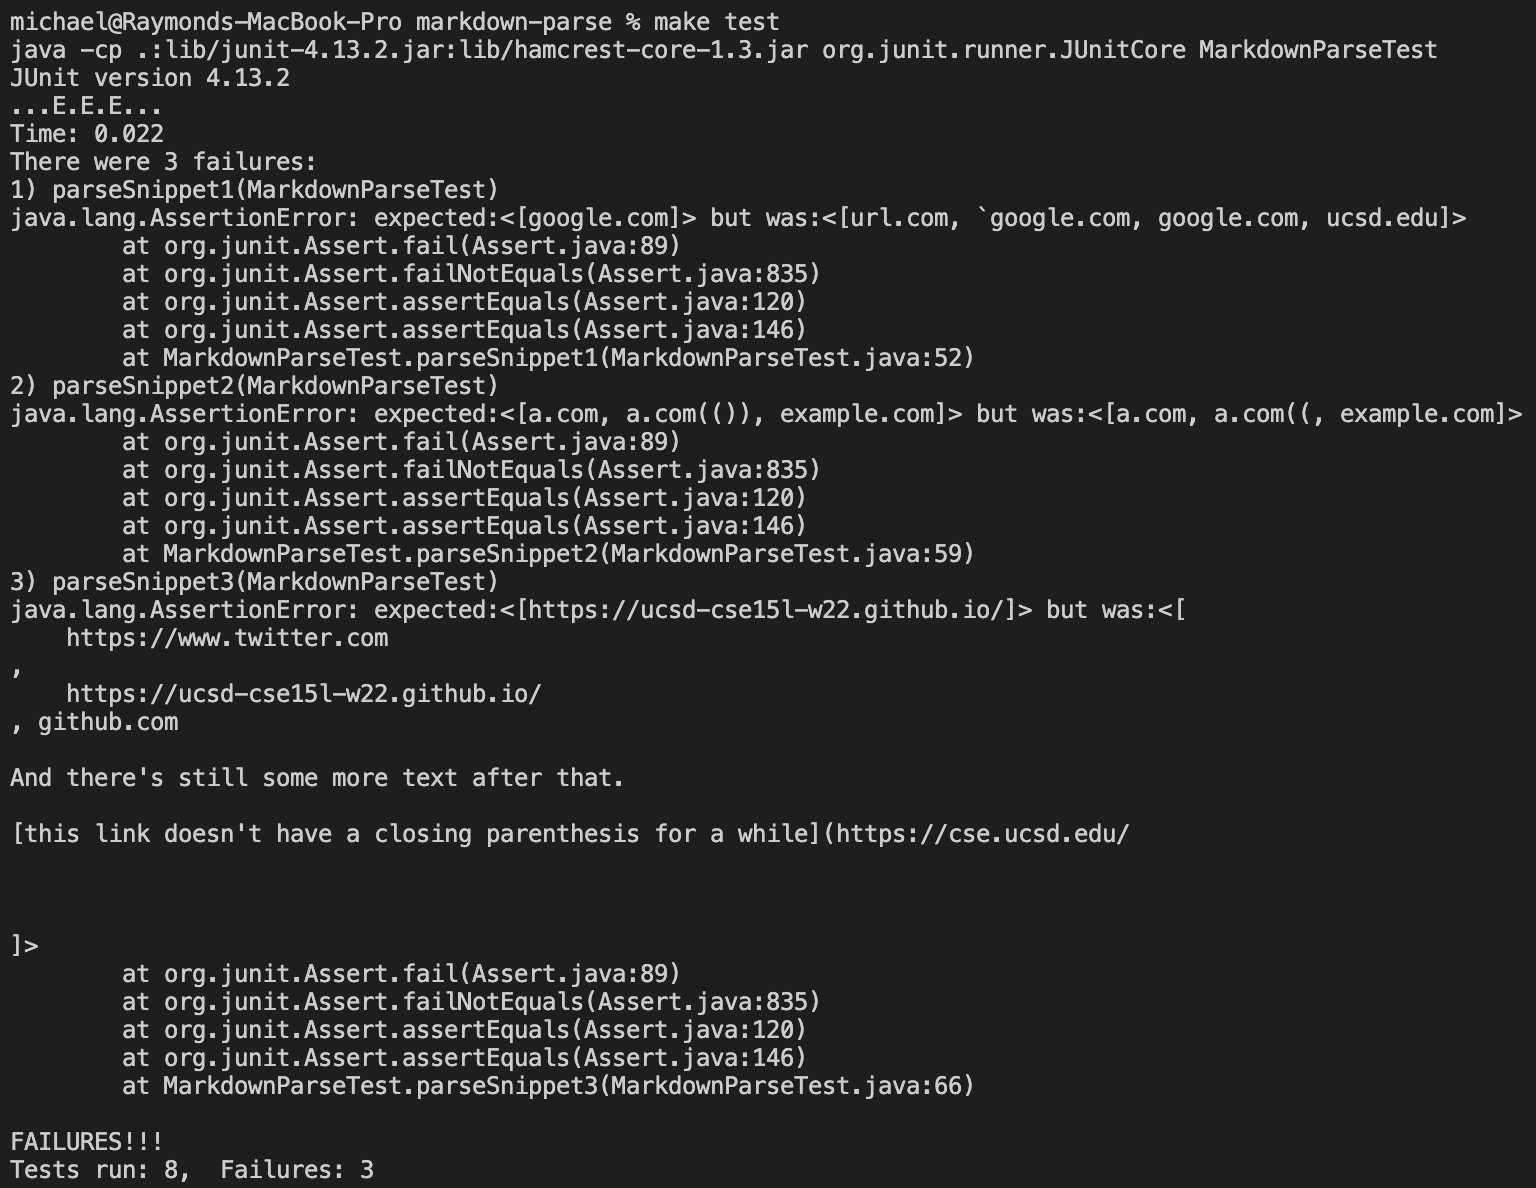 michael@Raymonds-MacBook-Pro markdown-parse % make test
java -cp .:lib/junit-4.13.2.jar:lib/hamcrest-core-1.3.jar org.junit.runner.JUnitCore MarkdownParseTest
JUnit version 4.13.2
...E.E.E...
Time: 0.022
There were 3 failures:
1) parseSnippet1(MarkdownParseTest)
java.lang.AssertionError: expected:<[google.com]> but was:<[url.com, `google.com, google.com, ucsd.edu]>
        at org.junit.Assert.fail(Assert.java:89)
        at org.junit.Assert.failNotEquals(Assert.java:835)
        at org.junit.Assert.assertEquals(Assert.java:120)
        at org.junit.Assert.assertEquals(Assert.java:146)
        at MarkdownParseTest.parseSnippet1(MarkdownParseTest.java:52)
2) parseSnippet2(MarkdownParseTest)
java.lang.AssertionError: expected:<[a.com, a.com(()), example.com]> but was:<[a.com, a.com((, example.com]>
        at org.junit.Assert.fail(Assert.java:89)
        at org.junit.Assert.failNotEquals(Assert.java:835)
        at org.junit.Assert.assertEquals(Assert.java:120)
        at org.junit.Assert.assertEquals(Assert.java:146)
        at MarkdownParseTest.parseSnippet2(MarkdownParseTest.java:59)
3) parseSnippet3(MarkdownParseTest)
java.lang.AssertionError: expected:<[https://ucsd-cse15l-w22.github.io/]> but was:<[
    https://www.twitter.com
,
    https://ucsd-cse15l-w22.github.io/
, github.com

And there's still some more text after that.

[this link doesn't have a closing parenthesis for a while](https://cse.ucsd.edu/



]>
        at org.junit.Assert.fail(Assert.java:89)
        at org.junit.Assert.failNotEquals(Assert.java:835)
        at org.junit.Assert.assertEquals(Assert.java:120)
        at org.junit.Assert.assertEquals(Assert.java:146)
        at MarkdownParseTest.parseSnippet3(MarkdownParseTest.java:66)

FAILURES!!!
Tests run: 8,  Failures: 3